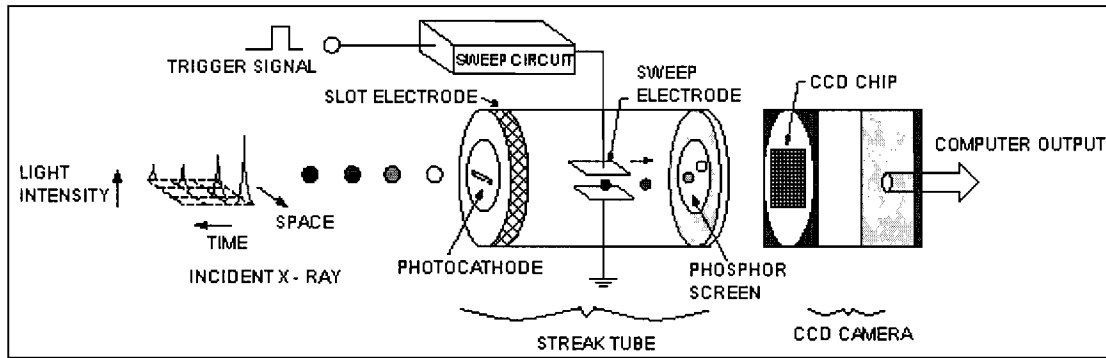 TRIGGER SIGNAL
SWEEP CIRCUIT
SLOT ELECTRODE
SWEEP
ELECTRODE
CCD CHIP
COMPUTER OUTPUT
LIGHT
INTENSITY
SPACE
TIME
INCIDENT X - RAY
PHOTOCATHODE
PHOSPHOR
SCREEN
STREAK TUBE
CCD CAMERA